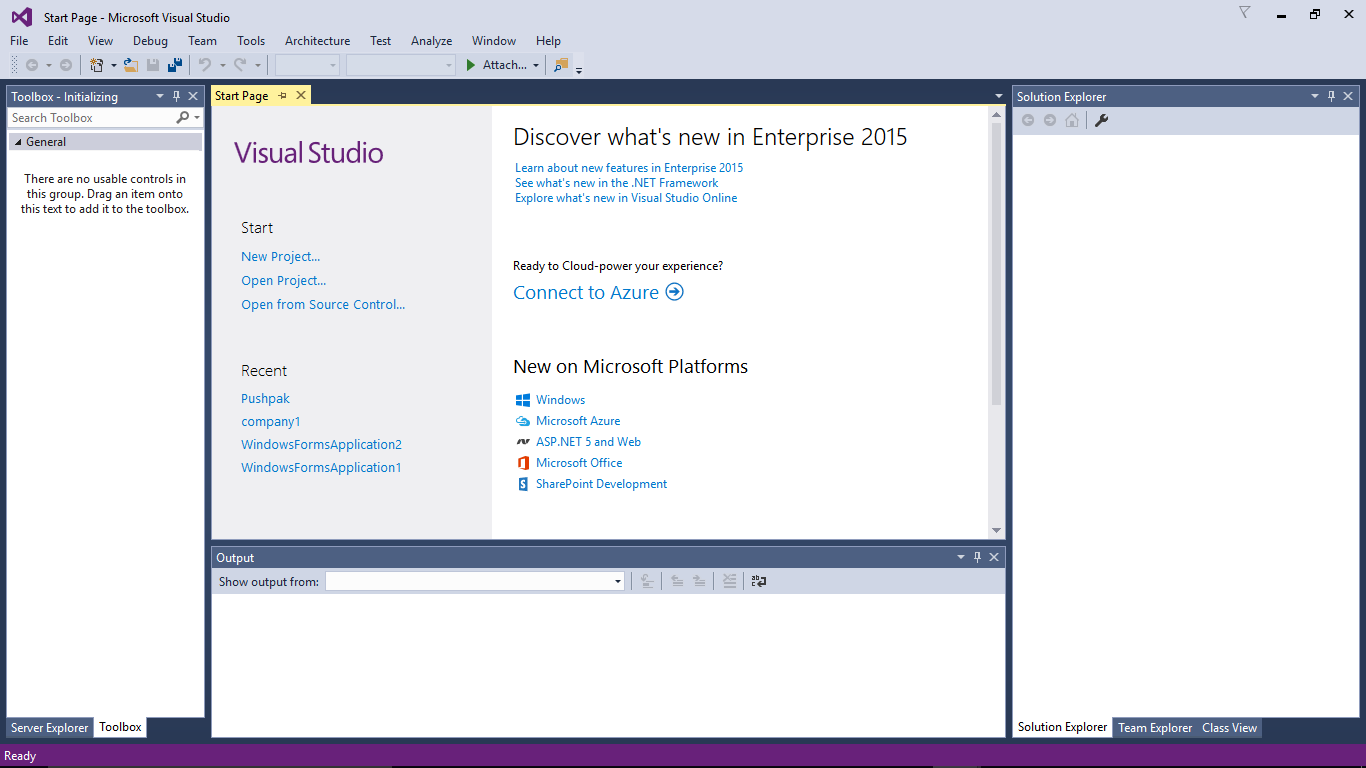 Start Page - Microsoft Visual Studio
File Edit View Debug Team Tools Architecture Test Analyze Window Help
Attach...
Toolbox - Initializing
Search Toolbox
General
There are no usable controls in
this group. Drag an item onto
this text to add it to the toolbox.
Server Explorer Toolbox
Start Page
Visual Studio
Start
New Project...
Open Project...
Open from Source Control...
Recent
Pushpak
company1
WindowsFormsApplication2
WindowsFormsApplication1
Discover what's new in Enterprise 2015
Learn about new features in Enterprise 2015
See what's new in the .NET Framework
Explore what's new in Visual Studio Online
Ready to Cloud-power your experience?
Connect to Azure
New on Microsoft Platforms
Windows
Microsoft Azure
ASP.NET 5 and Web
Microsoft Office
SharePoint Development
Output
Show output from:
Solution Explorer
Solution Explorer Team Explorer Class View
Ready